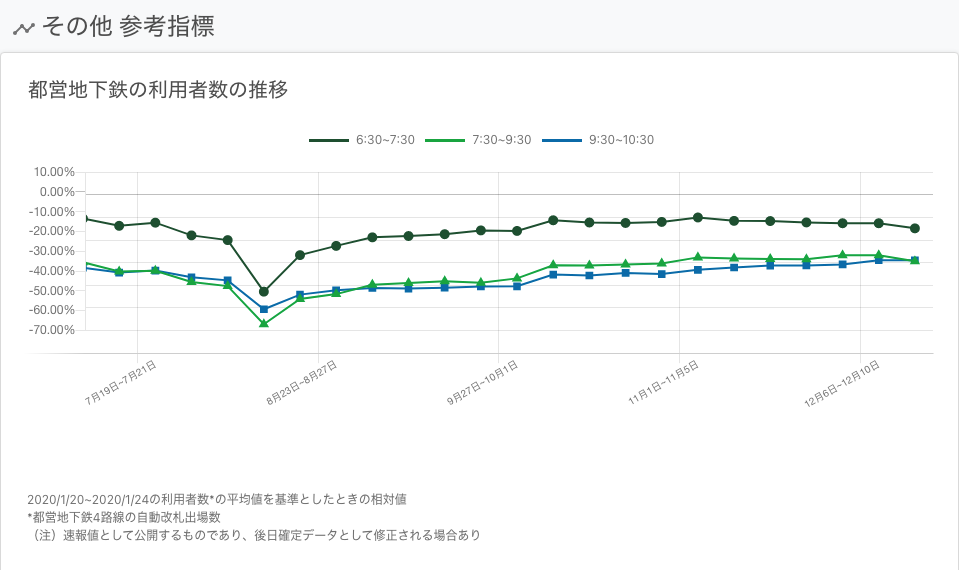 その他 参考指標
都営地下鉄の利用者数の推移
6:30~7:30 7:30~9:30 9:30~10:30
10.00%
0.00%
-10.00%
-20.00%
-30.00%
-40.00%
-50.00%
-60.00%
-70.00%
7月19日~7月21日
8月23日~8月27日
9月27日~10月1日
11月1日~11月5日
12月6日~12月10日
2020/1/20~2020/1/24の利用者数*の平均値を基準としたときの相対値
*都営地下鉄4路線の自動改札出場数
（注）速報値として公開するものであり、後日確定データとして修正される場合あり